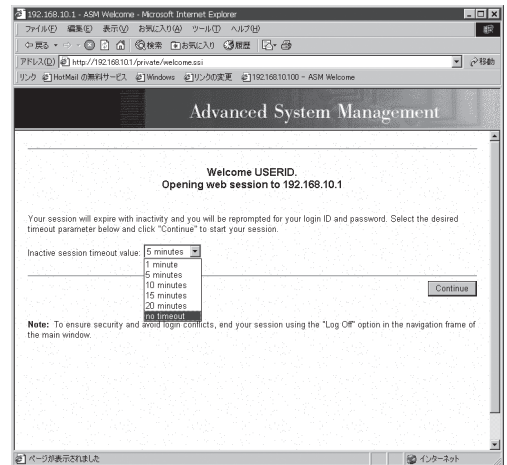 192.168.10.1 - ASM Welcome - Microsoft Internet Explorer
ファイル(F) 編集(E) 表示(V) お気に入り(A) ツール(T) ヘルプ(H)
戻る 検索 お気に入り 履歴
アドレス(D) http://192.168.10.1/private/welcome.ssi 移動
リンク HotMail の無料サービス Windows リンクの変更 192.168.10.100 - ASM Welcome
Advanced System Management
Welcome USERID.
Opening web session to 192.168.10.1
Your session will expire with inactivity and you will be reprompted for your login ID and password. Select the desired
timeout parameter below and click "Continue" to start your session.
Inactive session timeout value: 5 minutes
1 minute
5 minutes
10 minutes
15 minutes
20 minutes
no timeout
Continue
Note: To ensure security and avoid login conflicts, end your session using the "Log Off" option in the navigation frame of
the main window.
ページが表示されました インターネット